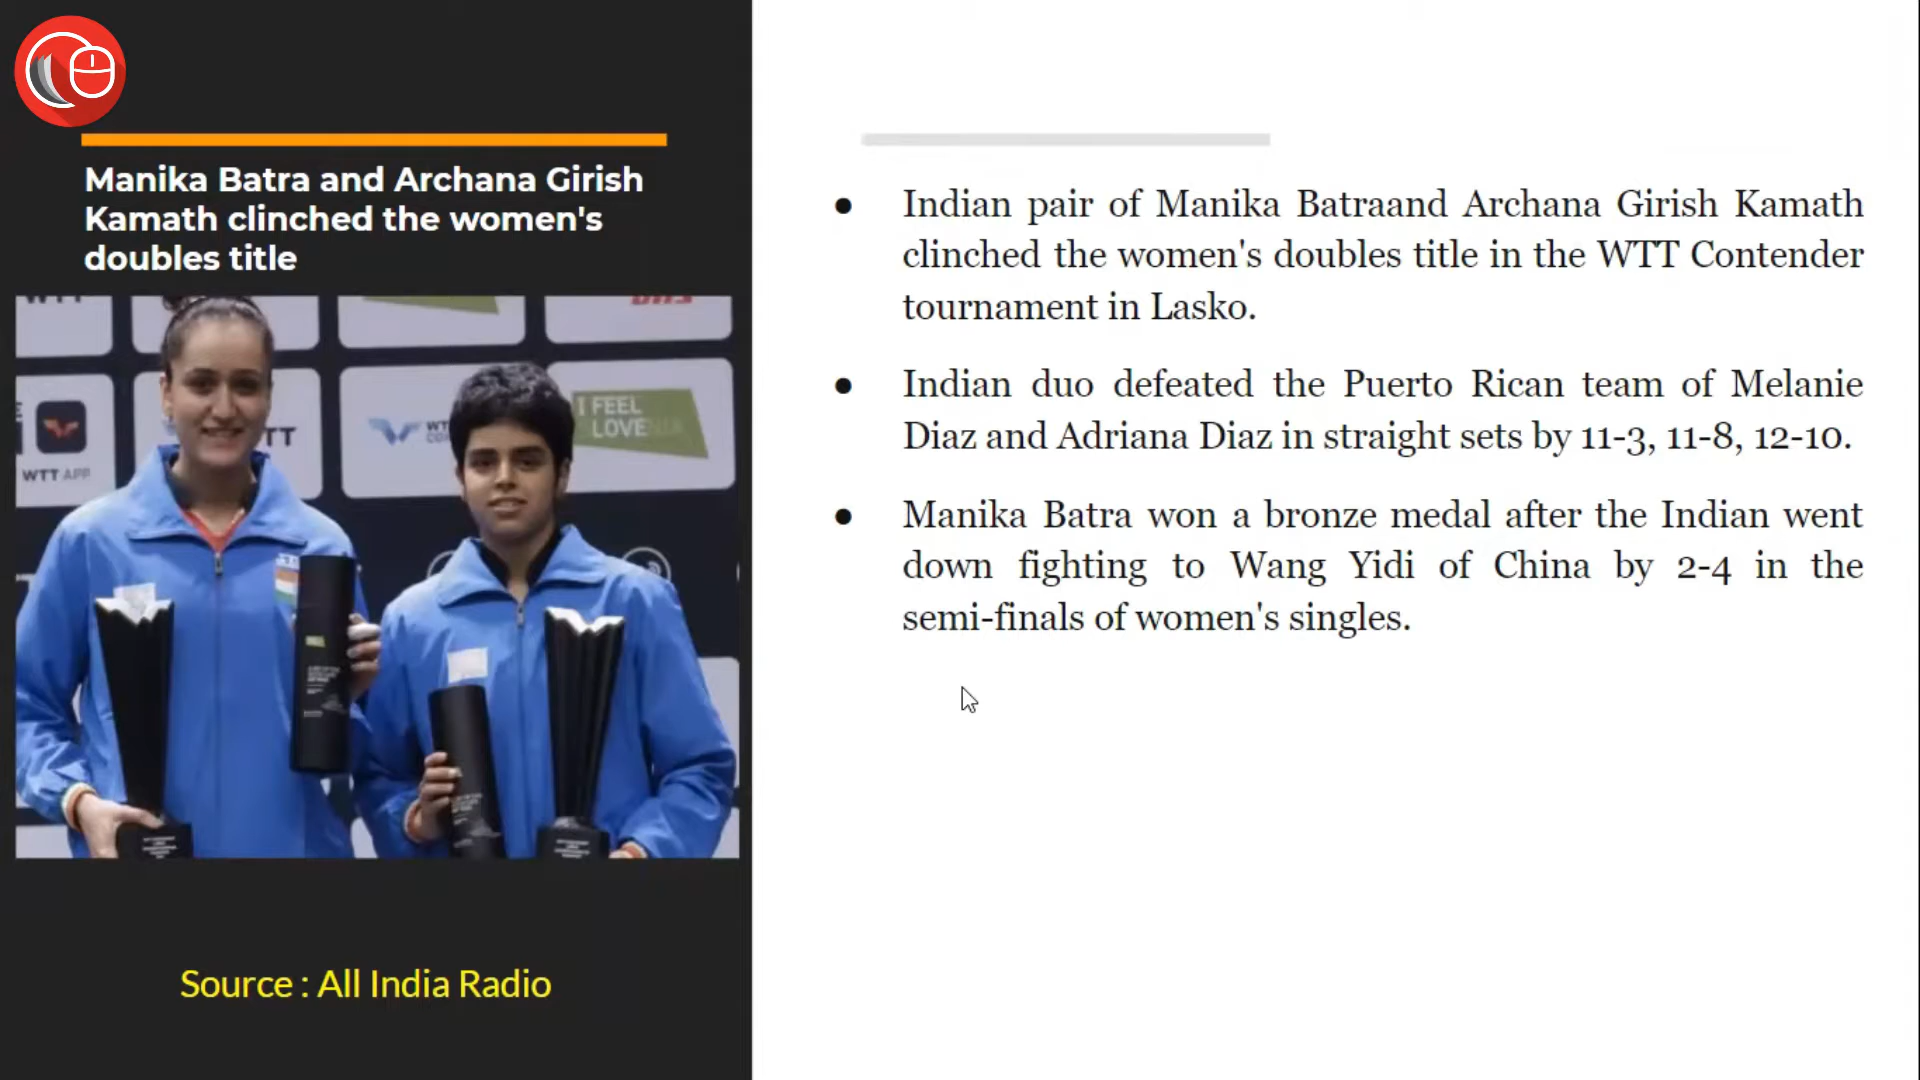 Manika Batra and Archana Girish
Kamath clinched the women's
doubles title
WTT
I FEEL
LOVE
TT
WTT APP
Source : All India Radio
● Indian pair of Manika Batraand Archana Girish Kamath
clinched the women's doubles title in the WTT Contender
tournament in Lasko.
● Indian duo defeated the Puerto Rican team of Melanie
Diaz and Adriana Diaz in straight sets by 11-3, 11-8, 12-10.
● Manika Batra won a bronze medal after the Indian went
down fighting to Wang Yidi of China by 2-4 in the
semi-finals of women's singles.